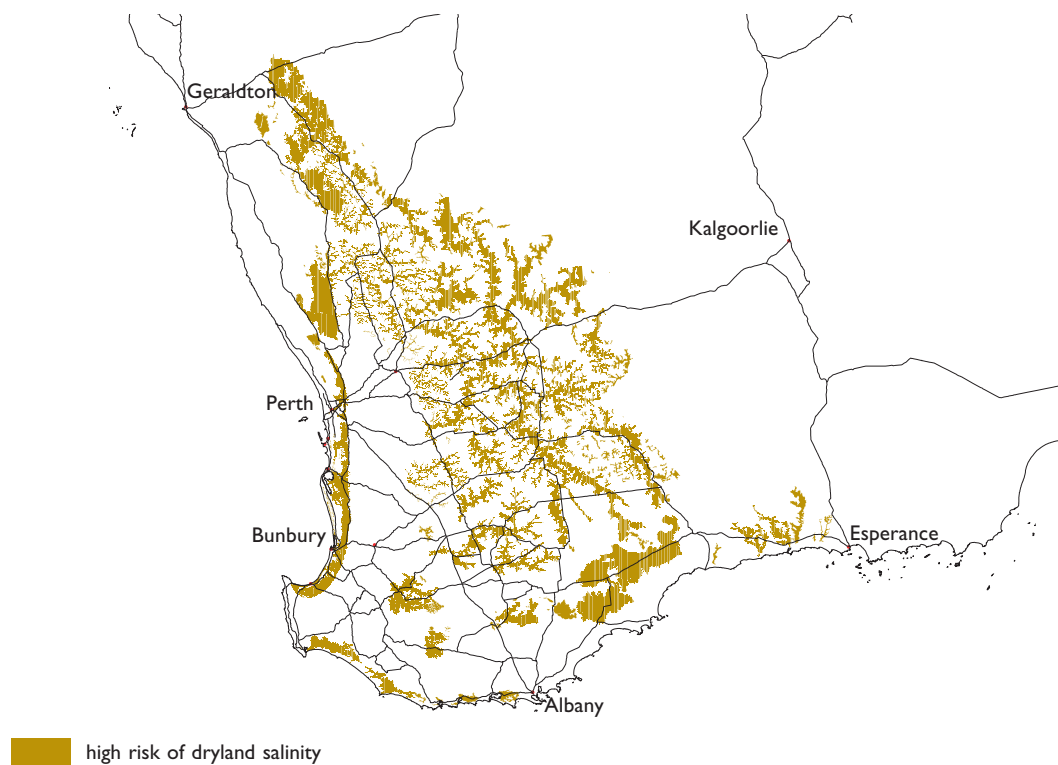 Geraldton
Kalgoorlie
Perth
Bunbury
Esperance
Albany
high risk of dryland salinity